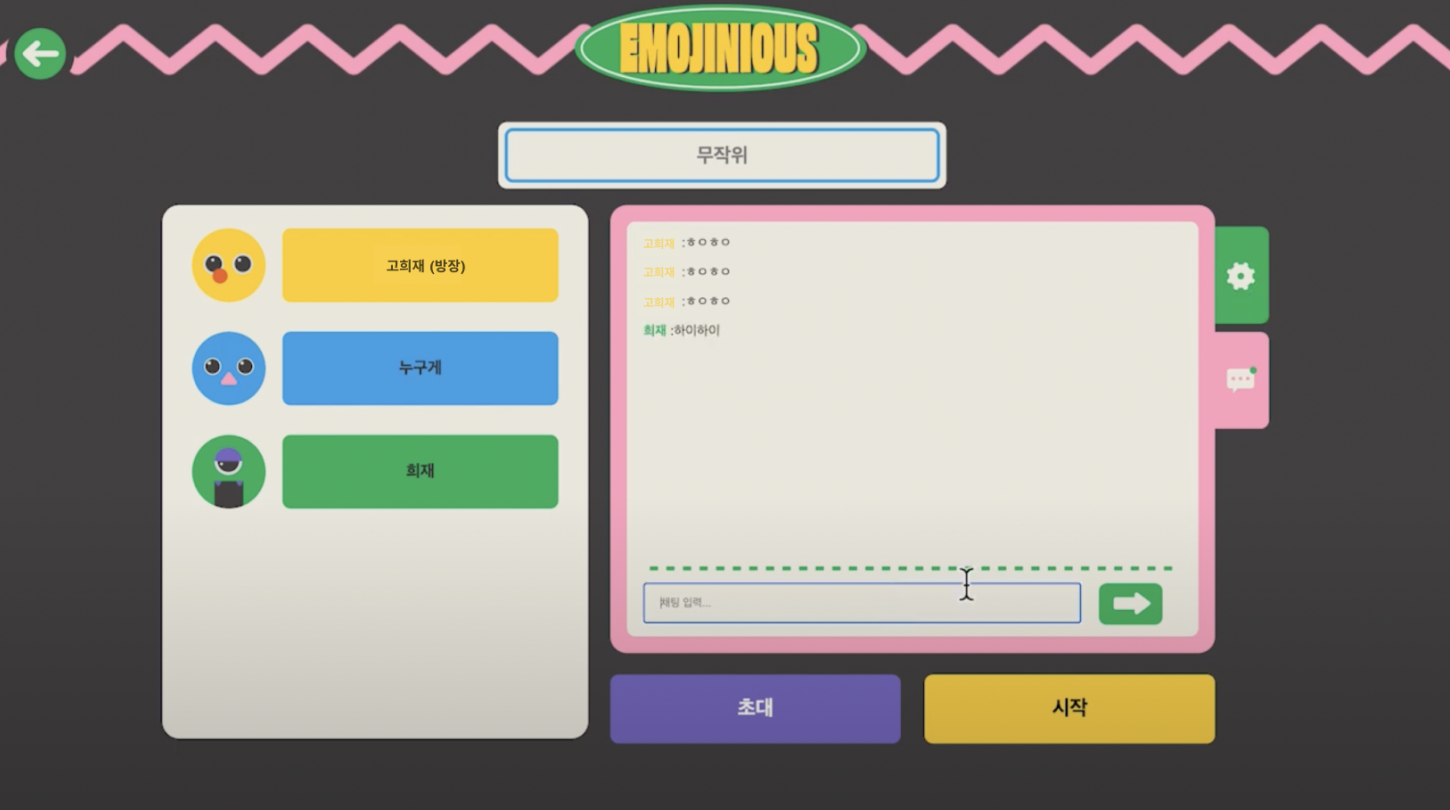 EMOJINIOUS
무작위
고희재 (방장)
누구게
희재
고희재 :ㅎㅇㅎㅇ
고희재 :ㅎㅇㅎㅇ
고희재 :ㅎㅇㅎㅇ
희재 :하이하이
채팅 입력...
초대
시작